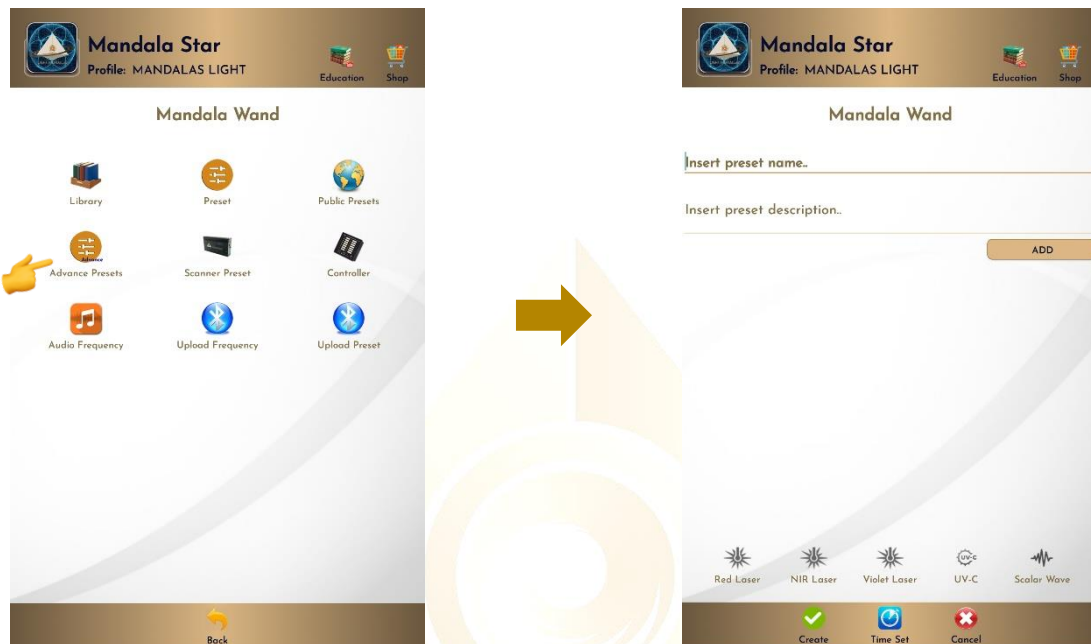 Mandala Star
Profile: MANDALAS LIGHT
Education
Shop
Mandala Wand
Library
Preset
Public Presets
Advance
Advance Presets
Scanner Preset
Controller
Audio Frequency
Upload Frequency
Upload Preset
Back
Mandala Star
Profile: MANDALAS LIGHT
Education
Shop
Mandala Wand
Insert preset name..
Insert preset description..
ADD
UV-C
Red Laser
NIR Laser
Violet Laser
UV-C
Scalar Wave
Create
Time Set
Cancel